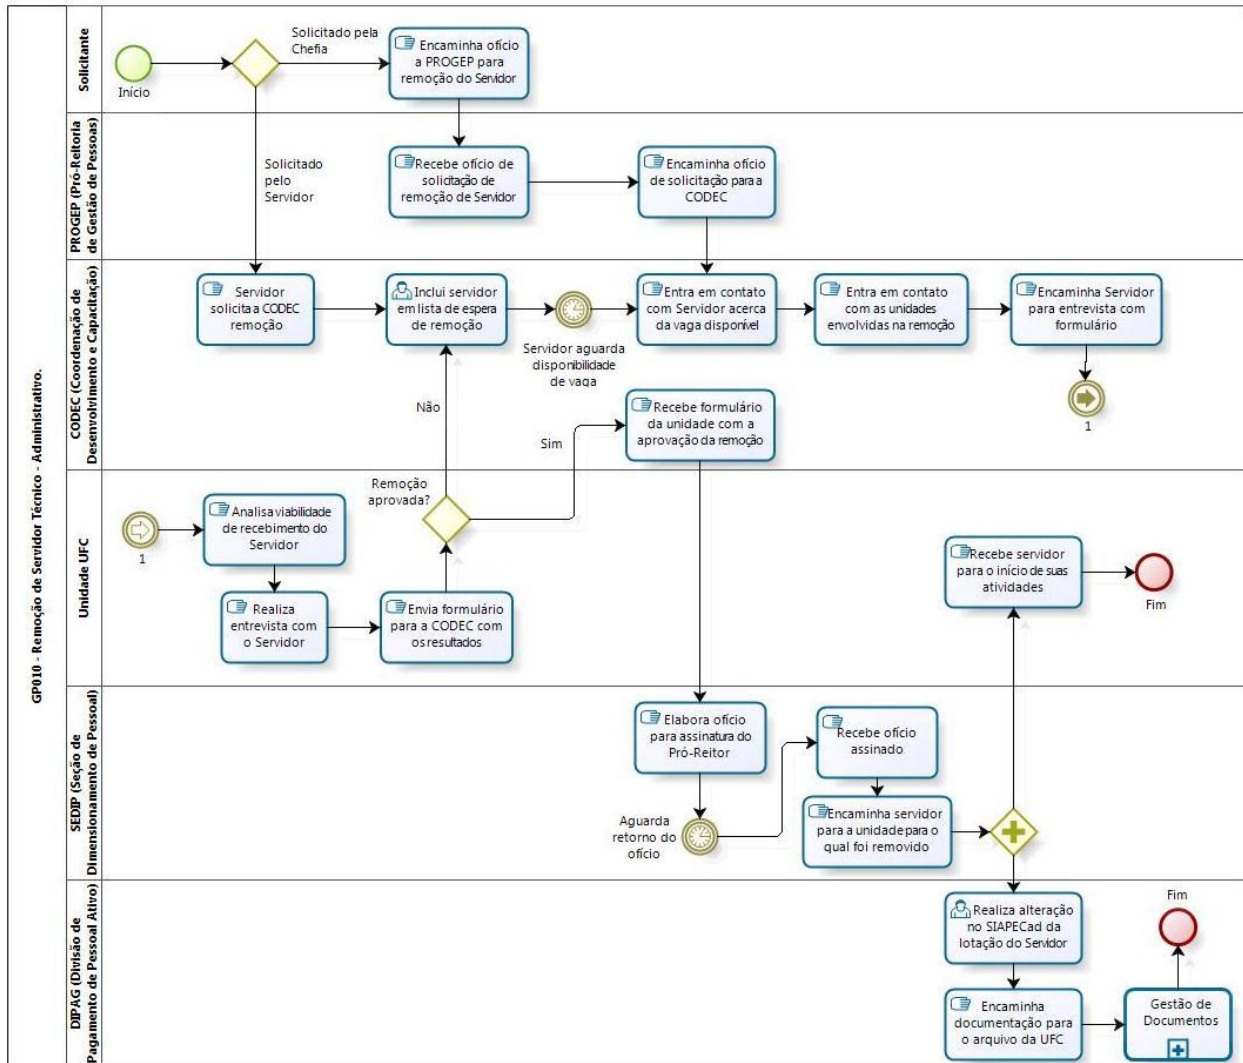 GP010 - Remoção de Servidor Técnico - Administrativo.
Solicitante
Início
Solicitado pela
Chefia
Encaminha ofício
a PROGEP para
remoção do Servidor
Solicitado
pelo
Servidor
PROGEP (Pró-Reitoria
de Gestão de Pessoas)
Recebe ofício de
solicitação de
remoção de Servidor
Encaminha ofício
de solicitação para a
CODEC
CODEC (Coordenação de
Desenvolvimento e Capacitação)
Servidor
solicita a CODEC
remoção
Inclui servidor
em lista de espera
de remoção
Servidor aguarda
disponibilidade
de vaga
Entra em contato
com Servidor acerca
da vaga disponível
Entra em contato
com as unidades
envolvidas na remoção
Encaminha Servidor
para entrevista com
formulário
1
Não
Sim
Recebe formulário
da unidade com a
aprovação da remoção
Unidade UFC
1
Analisa viabilidade
de recebimento do
Servidor
Realiza
entrevista com
o Servidor
Envia formulário
para a CODEC com
os resultados
Remoção
aprovada?
Recebe servidor
para o início de suas
atividades
Fim
SEDIP (Seção de
Dimensionamento de Pessoal)
Elabora ofício
para assinatura do
Pró-Reitor
Aguarda
retorno do
ofício
Recebe ofício
assinado
Encaminha servidor
para a unidade para o
qual foi removido
DIPAG (Divisão de
Pagamento de Pessoal Ativo)
Realiza alteração
no SIAPECad da
lotação do Servidor
Encaminha
documentação para
o arquivo da UFC
Gestão de
Documentos
Fim